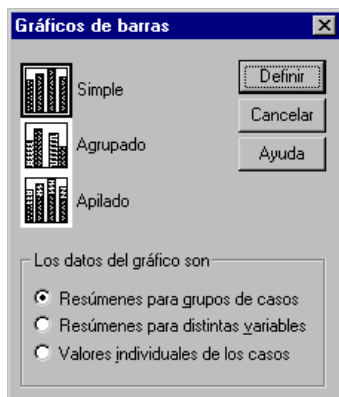 Gráficos de barras
Simple
Agrupado
Apilado
Definir
Cancelar
Ayuda
Los datos del gráfico son
Resúmenes para grupos de casos
Resúmenes para distintas variables
Valores individuales de los casos